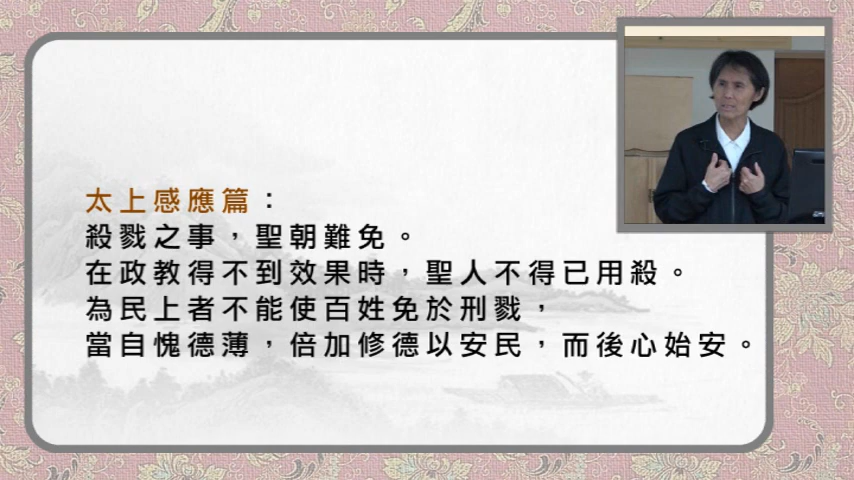 太上感應篇：
殺戮之事，聖朝難免。
在政教得不到效果時，聖人不得已用殺。
為民上者不能使百姓免於刑戮，
當自愧德薄，倍加修德以安民，而後心始安。